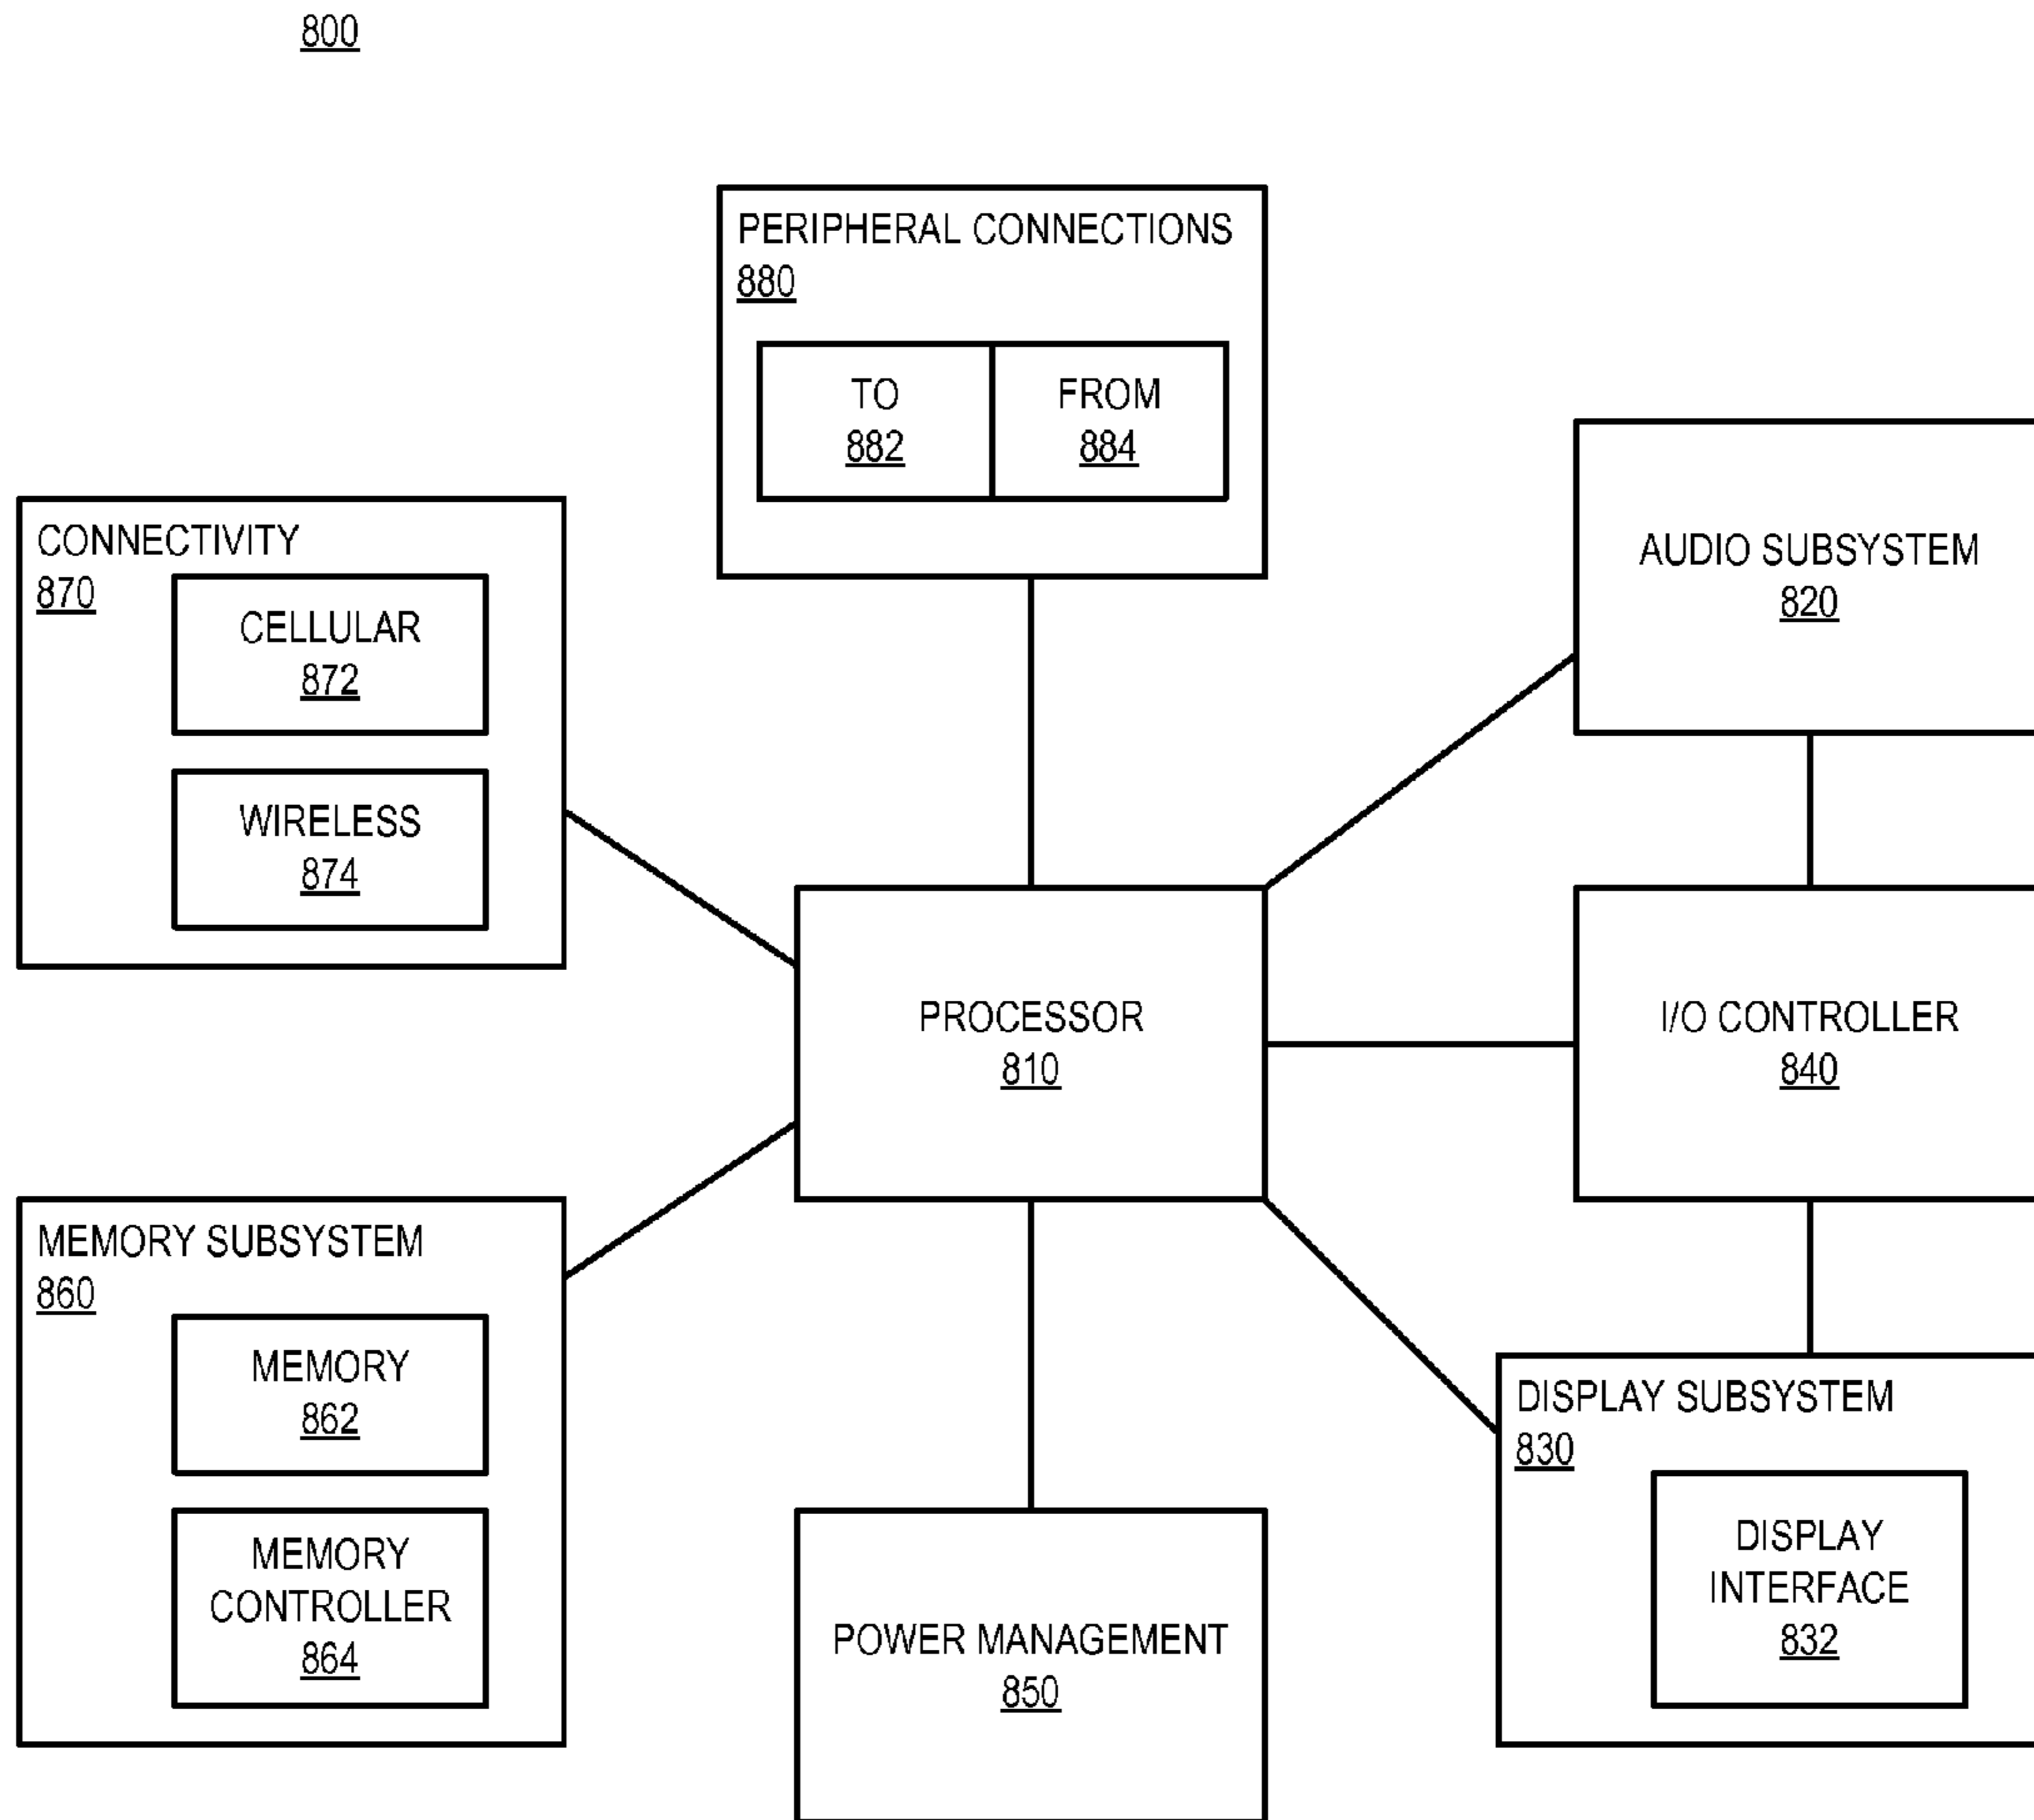 800
PERIPHERAL CONNECTIONS
880
TO
882
FROM
884
CONNECTIVITY
870
CELLULAR
872
WIRELESS
874
AUDIO SUBSYSTEM
820
PROCESSOR
810
I/O CONTROLLER
840
MEMORY SUBSYSTEM
860
MEMORY
862
MEMORY
CONTROLLER
864
POWER MANAGEMENT
850
DISPLAY SUBSYSTEM
830
DISPLAY
INTERFACE
832